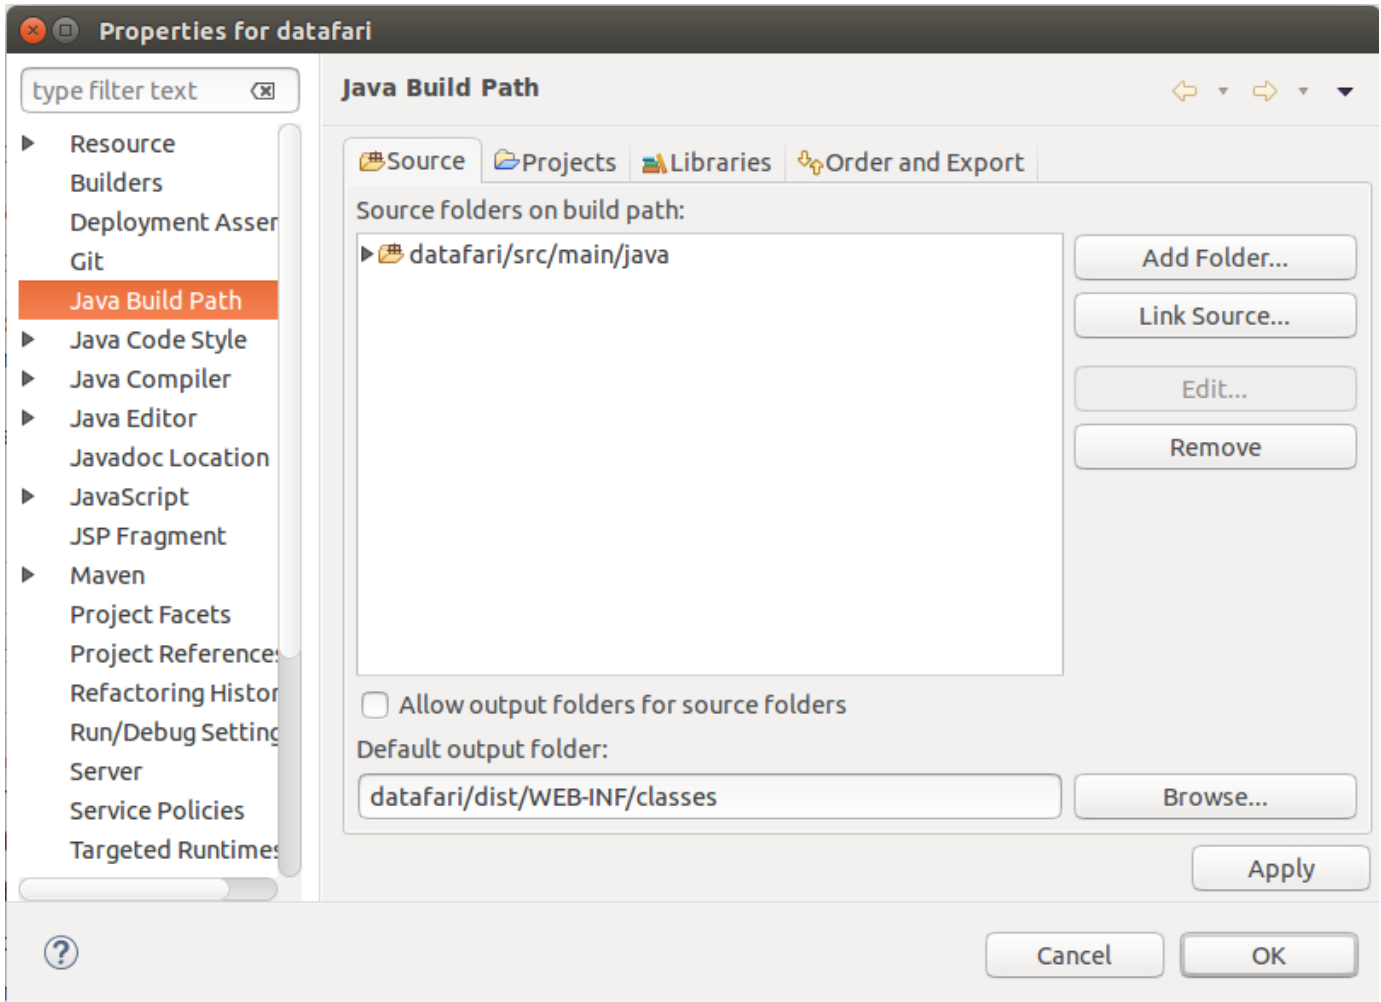 Properties for datafari
type filter text
Resource
Builders
Deployment Asser
Git
Java Build Path
Java Code Style
Java Compiler
Java Editor
Javadoc Location
JavaScript
JSP Fragment
Maven
Project Facets
Project References
Refactoring Histor
Run/Debug Setting
Server
Service Policies
Targeted Runtimes
Java Build Path
Source
Projects
Libraries
Order and Export
Source folders on build path:
datafari/src/main/java
Add Folder...
Link Source...
Edit...
Remove
Allow output folders for source folders
Default output folder:
datafari/dist/WEB-INF/classes
Browse...
Apply
?
Cancel
OK